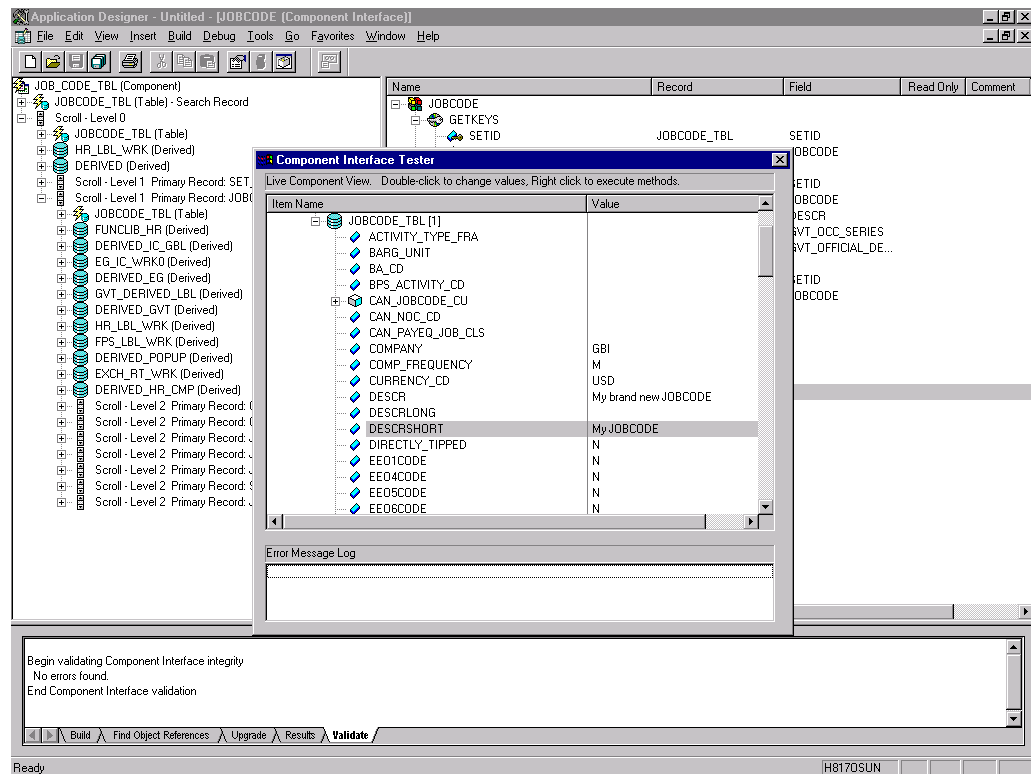 Application Designer - Untitled - [JOBCODE (Component Interface)]
File Edit View Insert Build Debug Tools Go Favorites Window Help
JOB_CODE_TBL (Component)
JOBCODE_TBL (Table) - Search Record
Scroll - Level 0
JOBCODE_TBL (Table)
HR_LBL_WRK (Derived)
DERIVED (Derived)
Scroll - Level 1 Primary Record: SET_
Scroll - Level 1 Primary Record: JOB
JOBCODE_TBL (Table)
FUNCLIB_HR (Derived)
DERIVED_IC_GBL (Derived)
EG_IC_WRK0 (Derived)
DERIVED_EG (Derived)
GVT_DERIVED_LBL (Derived)
DERIVED_GVT (Derived)
HR_LBL_WRK (Derived)
FPS_LBL_WRK (Derived)
DERIVED_POPUP (Derived)
EXCH_RT_WRK (Derived)
DERIVED_HR_CMP (Derived)
Scroll - Level 2 Primary Record:
Scroll - Level 2 Primary Record:
Scroll - Level 2 Primary Record:
Scroll - Level 2 Primary Record:
Scroll - Level 2 Primary Record:
Scroll - Level 2 Primary Record:
Scroll - Level 2 Primary Record:
Name Record Field Read Only Comment
JOBCODE
GETKEYS
SETID JOBCODE_TBL SETID
JOBCODE
SETID
JOBCODE
DESCR
GVT_OCC_SERIES
GVT_OFFICIAL_DE...
SETID
JOBCODE
Component Interface Tester
Live Component View. Double-click to change values, Right click to execute methods.
Item Name Value
JOBCODE_TBL [1]
ACTIVITY_TYPE_FRA
BARG_UNIT
BA_CD
BPS_ACTIVITY_CD
CAN_JOBCODE_CU
CAN_NOC_CD
CAN_PAYEQ_JOB_CLS
COMPANY GBI
COMP_FREQUENCY M
CURRENCY_CD USD
DESCR My brand new JOBCODE
DESCRLONG
DESCRSHORT My JOBCODE
DIRECTLY_TIPPED N
EEO1CODE N
EEO4CODE N
EEO5CODE N
EEO6CODE N
Error Message Log
Begin validating Component Interface integrity
No errors found.
End Component Interface validation
Build Find Object References Upgrade Results Validate
Ready H817OSUN